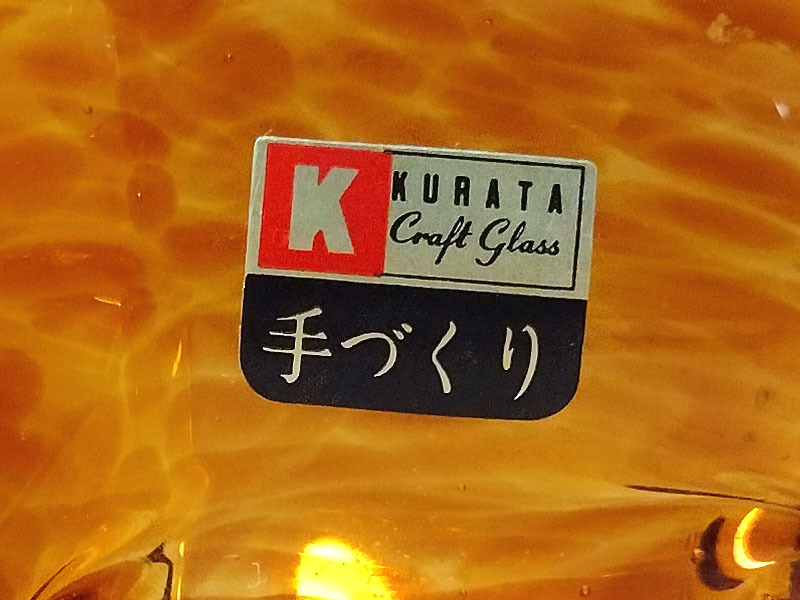 K
KURATA
Craft Glass
手づくり